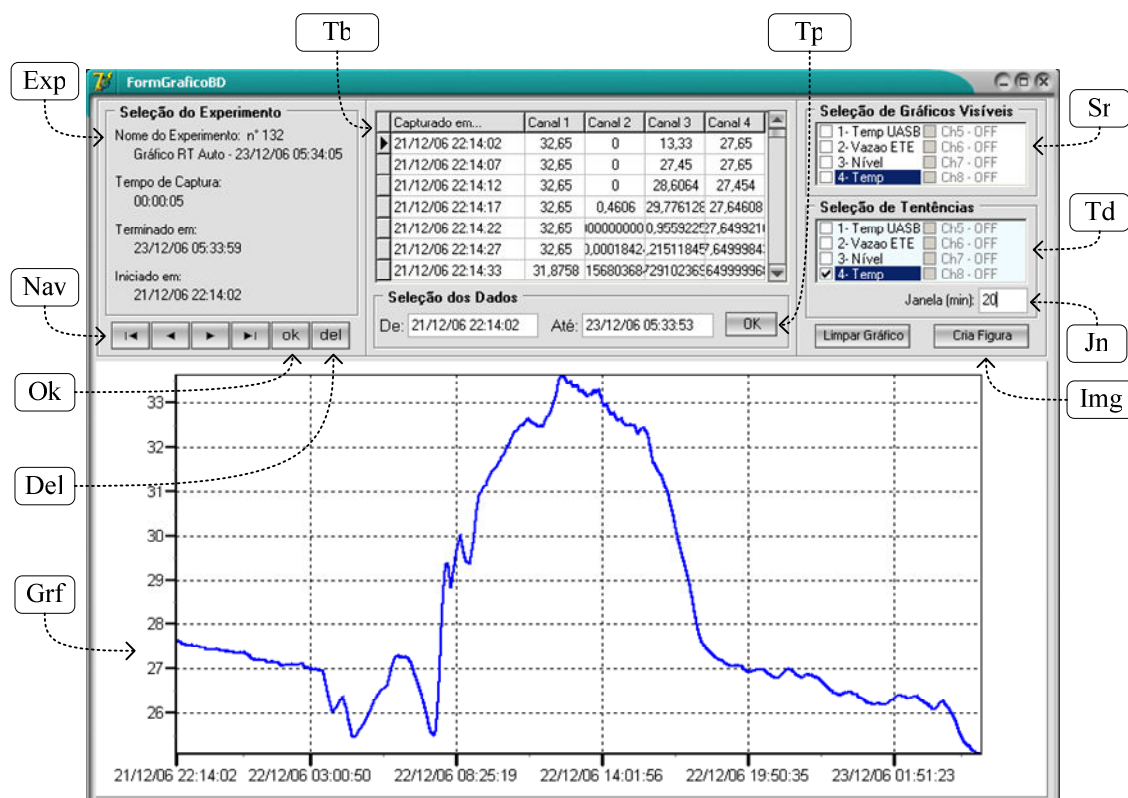 Tb
Tp
Exp
FormGraficoBD
Seleção do Experimento
Nome do Experimento: n° 132
Gráfico RT Auto - 23/12/06 05:34:05
Tempo de Captura:
00:00:05
Terminado em:
23/12/06 05:33:59
Iniciado em:
21/12/06 22:14:02
Nav
ok del
Ok
Del
Capturado em... Canal 1 Canal 2 Canal 3 Canal 4
21/12/06 22:14:02 32,65 0 13,33 27,65
21/12/06 22:14:07 32,65 0 27,45 27,65
21/12/06 22:14:12 32,65 0 28,6064 27,454
21/12/06 22:14:17 32,65 0,4606 29,776128 27,64608
21/12/06 22:14:22 32,65
21/12/06 22:14:27 32,65
21/12/06 22:14:33 31,8758
Seleção dos Dados
De: 21/12/06 22:14:02 Até: 23/12/06 05:33:53 OK
Seleção de Gráficos Visíveis
1- Temp UASB Ch5 - OFF
2- Vazao ETE Ch6 - OFF
3- Nível Ch7 - OFF
4- Temp Ch8 - OFF
Sr
Seleção de Tentências
1- Temp UASB Ch5 - OFF
2- Vazao ETE Ch6 - OFF
3- Nível Ch7 - OFF
4- Temp Ch8 - OFF
Td
Janela (min): 20
Jn
Limpar Gráfico Cria Figura
Img
Grf
33
32
31
30
29
28
27
26
21/12/06 22:14:02 22/12/06 03:00:50 22/12/06 08:25:19 22/12/06 14:01:56 22/12/06 19:50:35 23/12/06 01:51:23